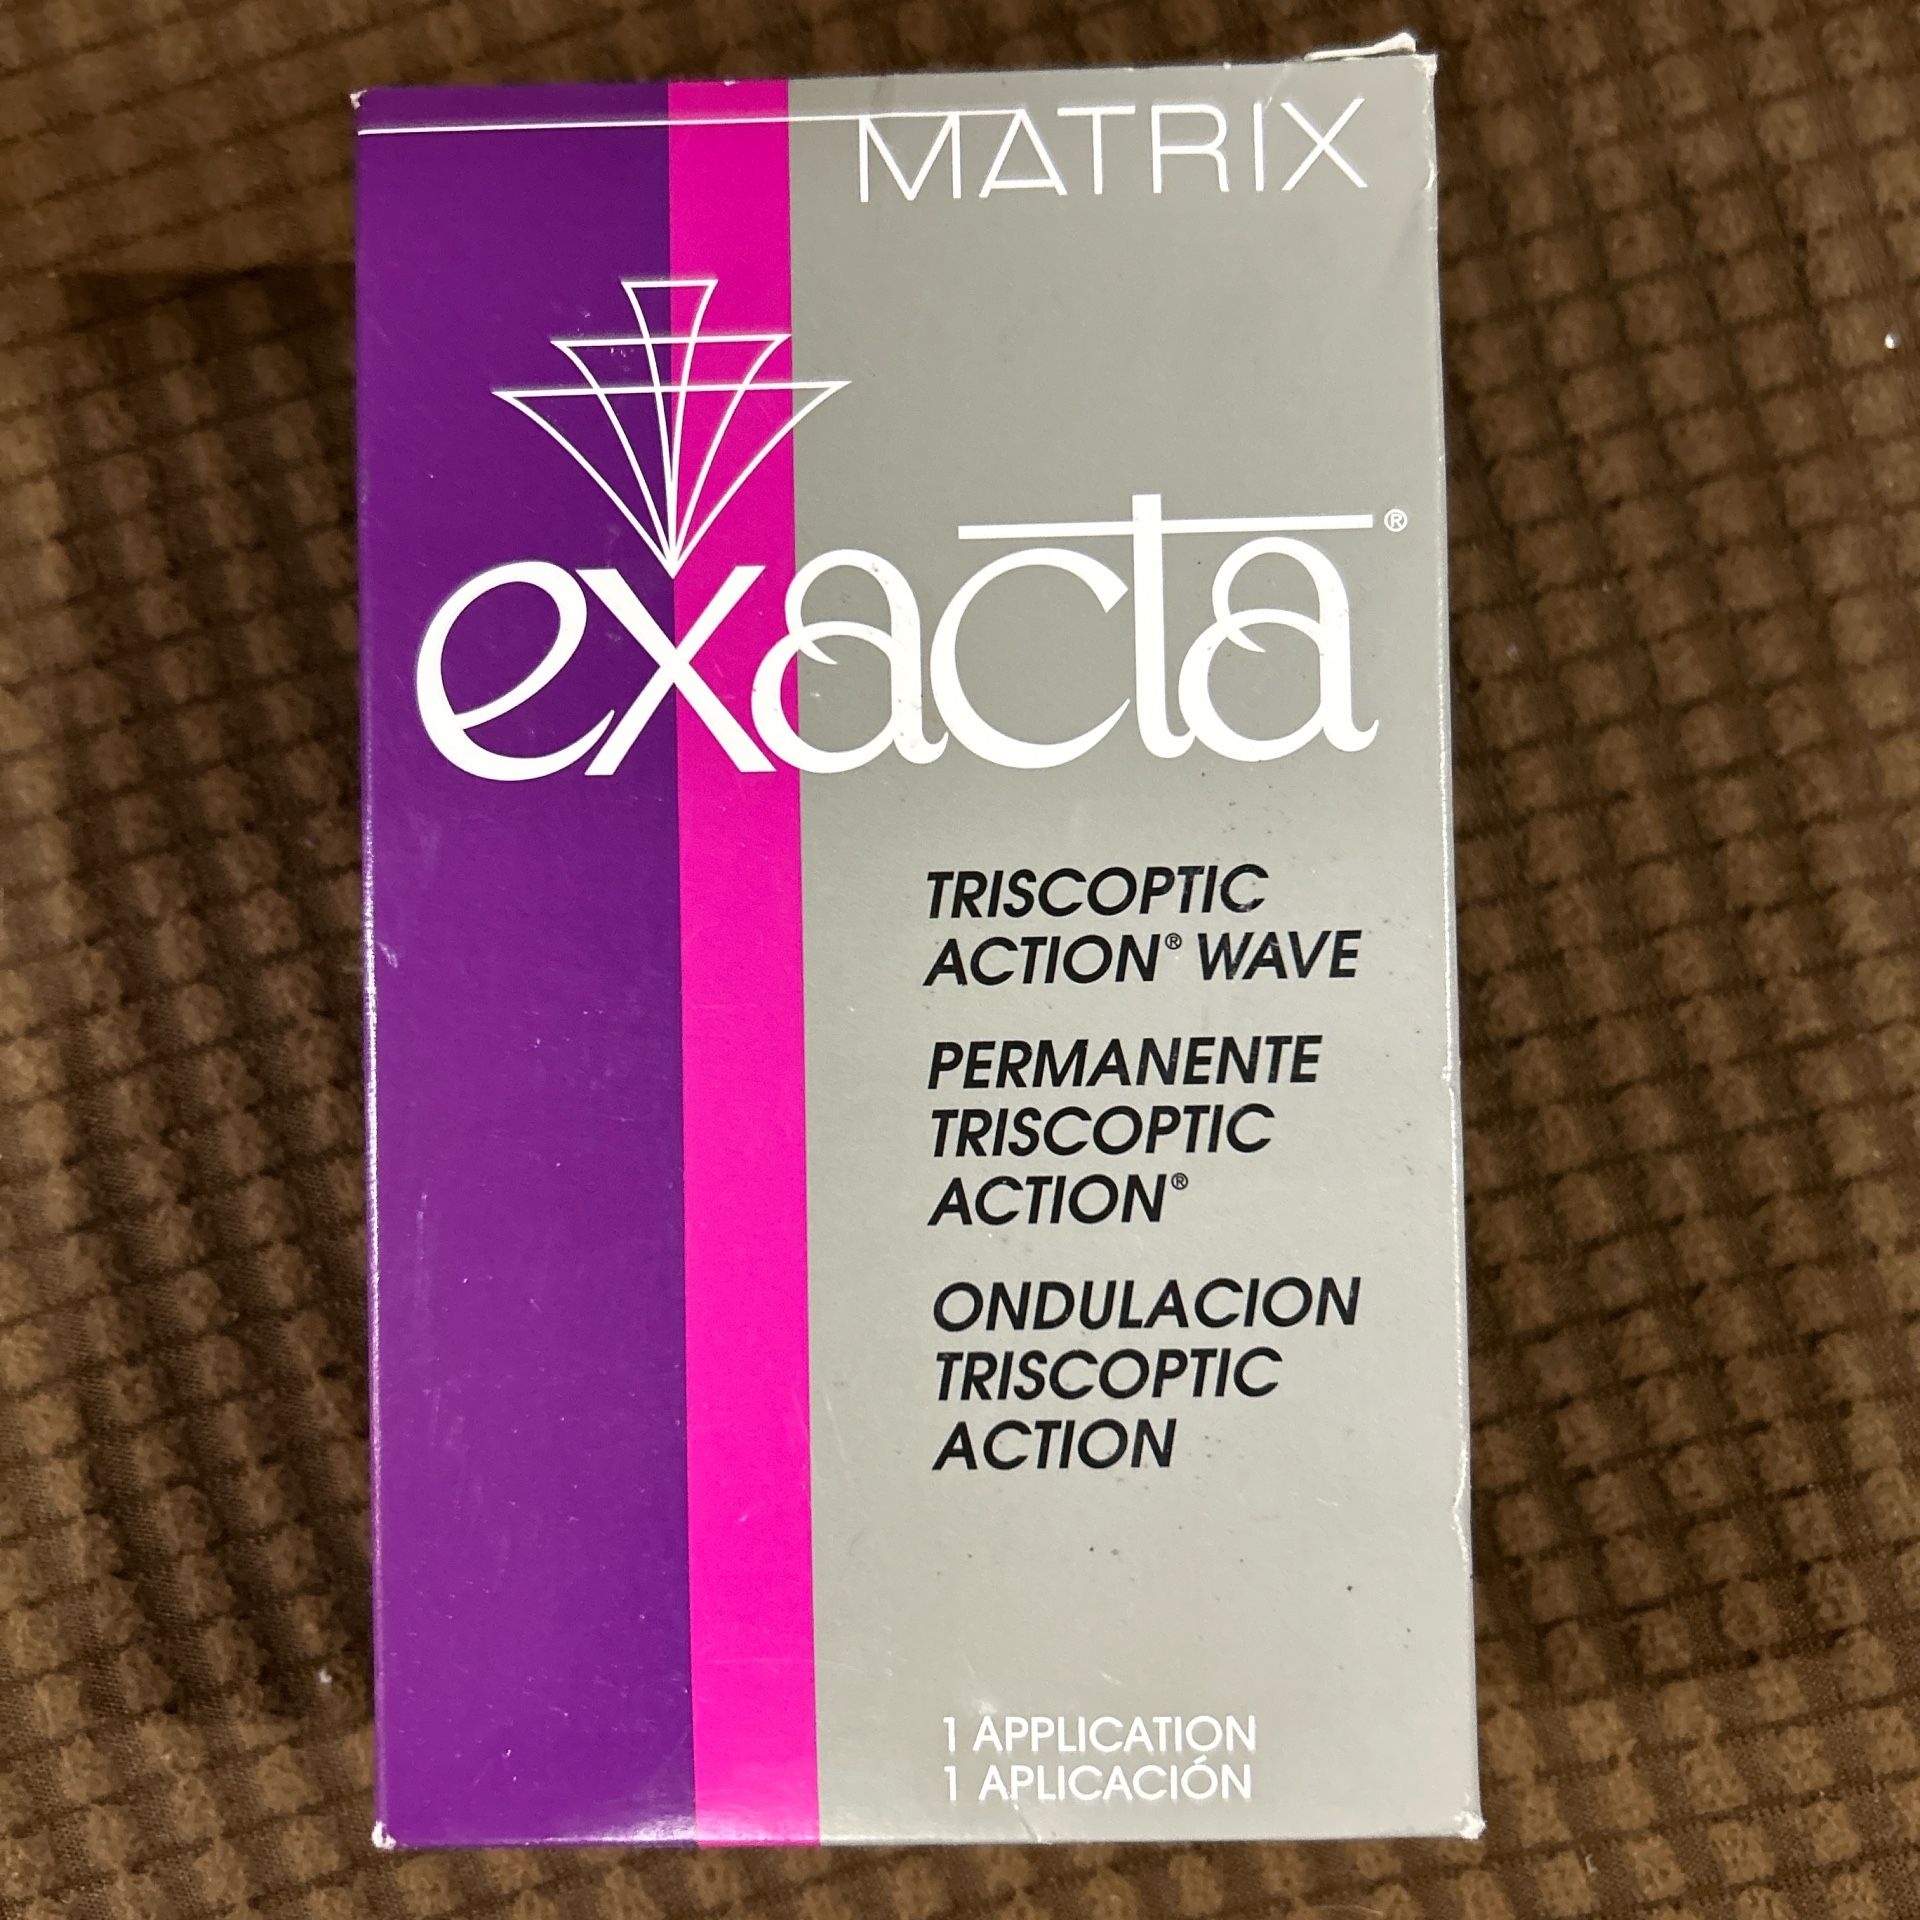 MATRIX
exacta®
TRISCOPTIC
ACTION® WAVE
PERMANENTE
TRISCOPTIC
ACTION®
ONDULACION
TRISCOPTIC
ACTION
1 APPLICATION
1 APLICACIÓN